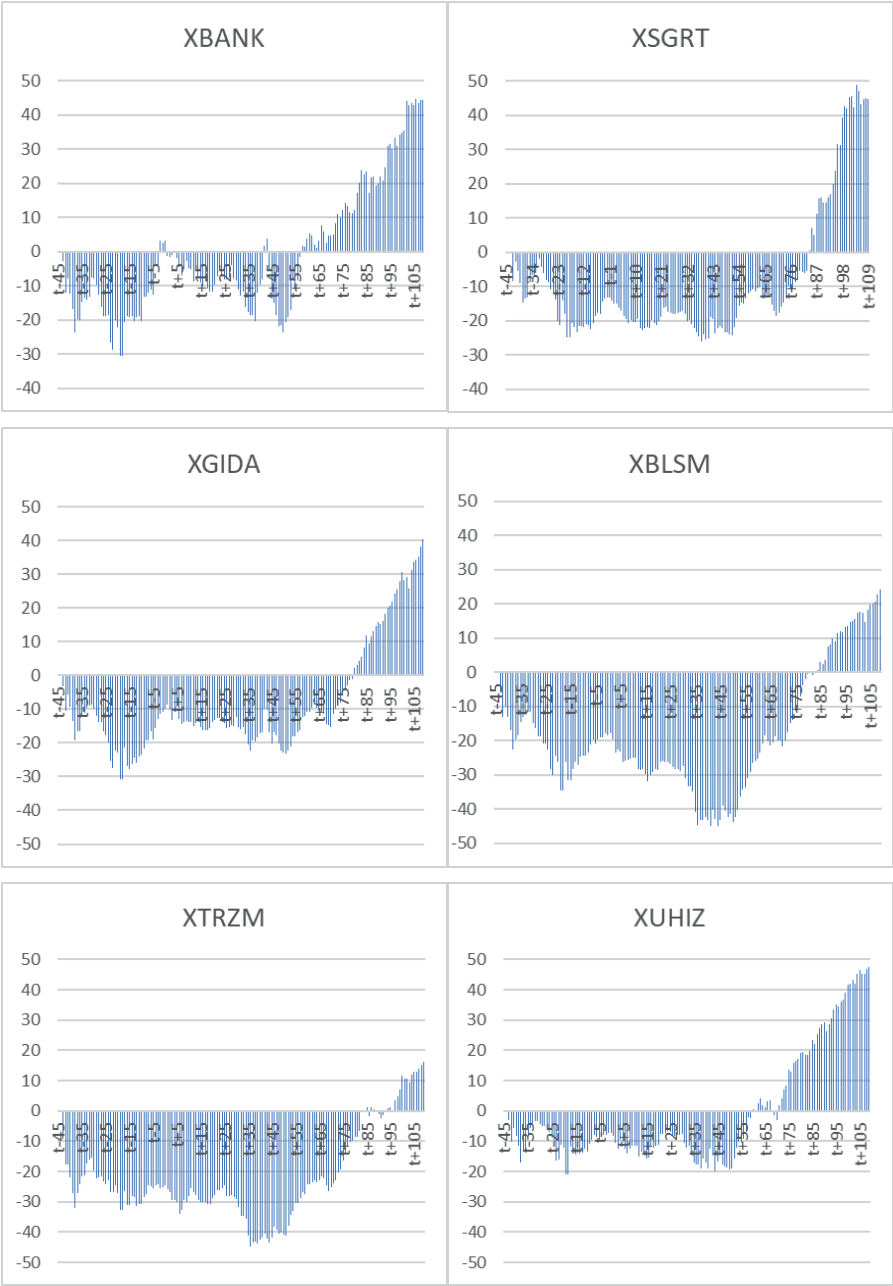 XBANK
50
40
30
20
10
0
-10
-20
-30
-40
t-45
t-35
t-25
t-15
t-5
t+5
t+15
t+25
t+35
t+45
t+55
t+65
t+75
t+85
t+95
t+105
XSGRT
50
40
30
20
10
0
-10
-20
-30
-40
t-45
t-34
t-23
t-12
t-1
t+10
t+21
t+32
t+43
t+54
t+65
t+76
t+87
t+98
t+109
XGIDA
50
40
30
20
10
0
-10
-20
-30
-40
-50
t-45
t-35
t-25
t-15
t-5
t+5
t+15
t+25
t+35
t+45
t+55
t+65
t+75
t+85
t+95
t+105
XBLSM
50
40
30
20
10
0
-10
-20
-30
-40
-50
t-45
t-35
t-25
t-15
t-5
t+5
t+15
t+25
t+35
t+45
t+55
t+65
t+75
t+85
t+95
t+105
XTRZM
50
40
30
20
10
0
-10
-20
-30
-40
-50
t-45
t-35
t-25
t-15
t-5
t+5
t+15
t+25
t+35
t+45
t+55
t+65
t+75
t+85
t+95
t+105
XUHIZ
50
40
30
20
10
0
-10
-20
-30
-40
-50
t-45
t-35
t-25
t-15
t-5
t+5
t+15
t+25
t+35
t+45
t+55
t+65
t+75
t+85
t+95
t+105